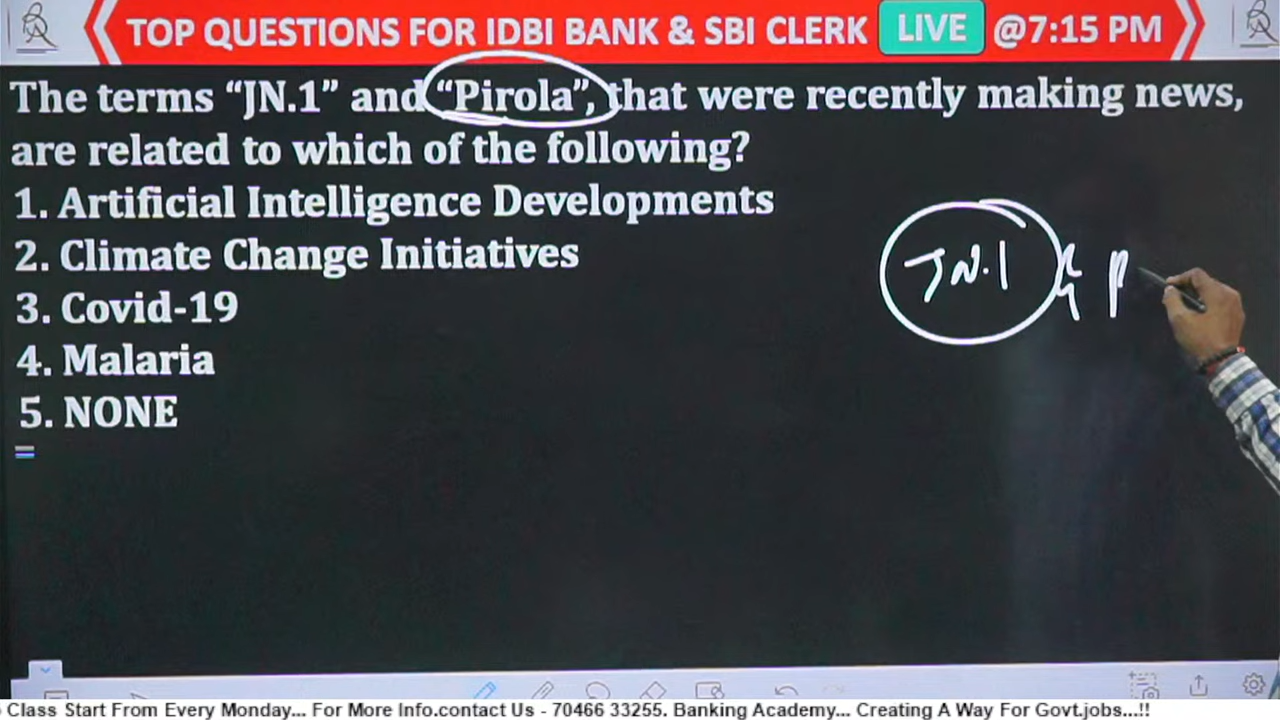 TOP QUESTIONS FOR IDBI BANK & SBI CLERK LIVE @7:15 PM
The terms “JN.1” and “Pirola”, that were recently making news,
are related to which of the following?
1. Artificial Intelligence Developments
2. Climate Change Initiatives
3. Covid-19
4. Malaria
5. NONE
JN.1 & P
Class Start From Every Monday... For More Info.contact Us - 70466 33255. Banking Academy... Creating A Way For Govt.jobs...!!